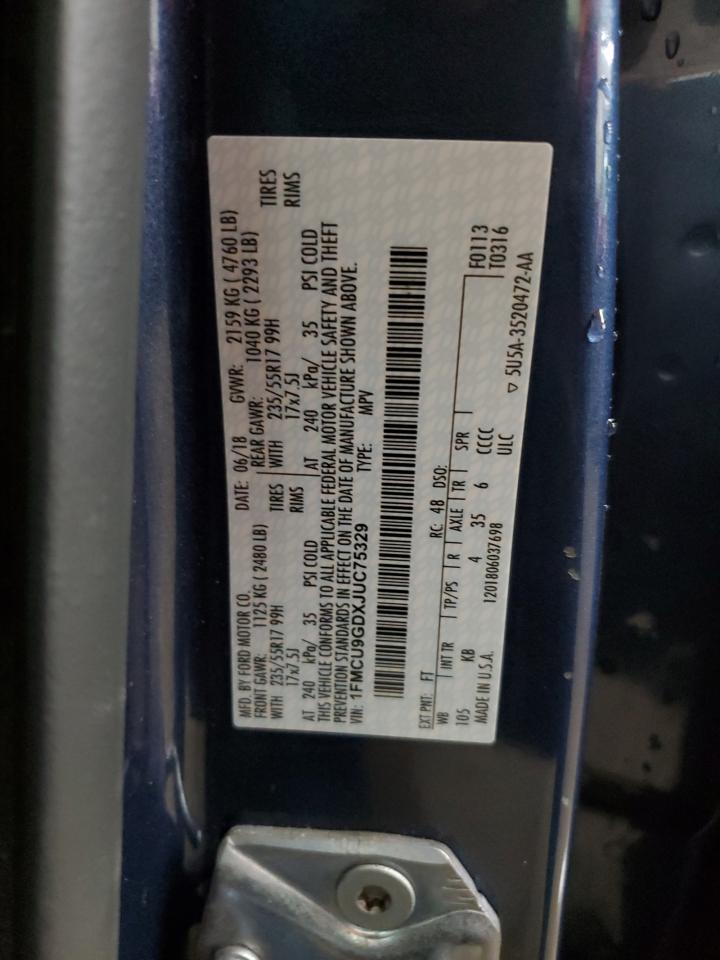 MFD. BY FORD MOTOR CO.
DATE: 06/18 GVWR: 2159 KG ( 4760 LB)
FRONT GAWR: 1125 KG ( 2480 LB) REAR GAWR: 1040 KG ( 2293 LB)
WITH 235/55R17 99H TIRES WITH 235/55R17 99H TIRES
17x7.5J RIMS 17x7.5J RIMS
AT 240 kPa/ 35 PSI COLD AT 240 kPa/ 35 PSI COLD
THIS VEHICLE CONFORMS TO ALL APPLICABLE FEDERAL MOTOR VEHICLE SAFETY AND THEFT
PREVENTION STANDARDS IN EFFECT ON THE DATE OF MANUFACTURE SHOWN ABOVE.
VIN: 1FMCU9GDXJUC75329 TYPE: MPV
EXT PNT: FT RC: 48 DSO:
WB INT TR TP/PS R AXLE TR SPR F0113
105 KB 4 35 6 CCCC T0316
MADE IN U.S.A. 1201806037698 ULC
▽ 5U5A-3520472-AA